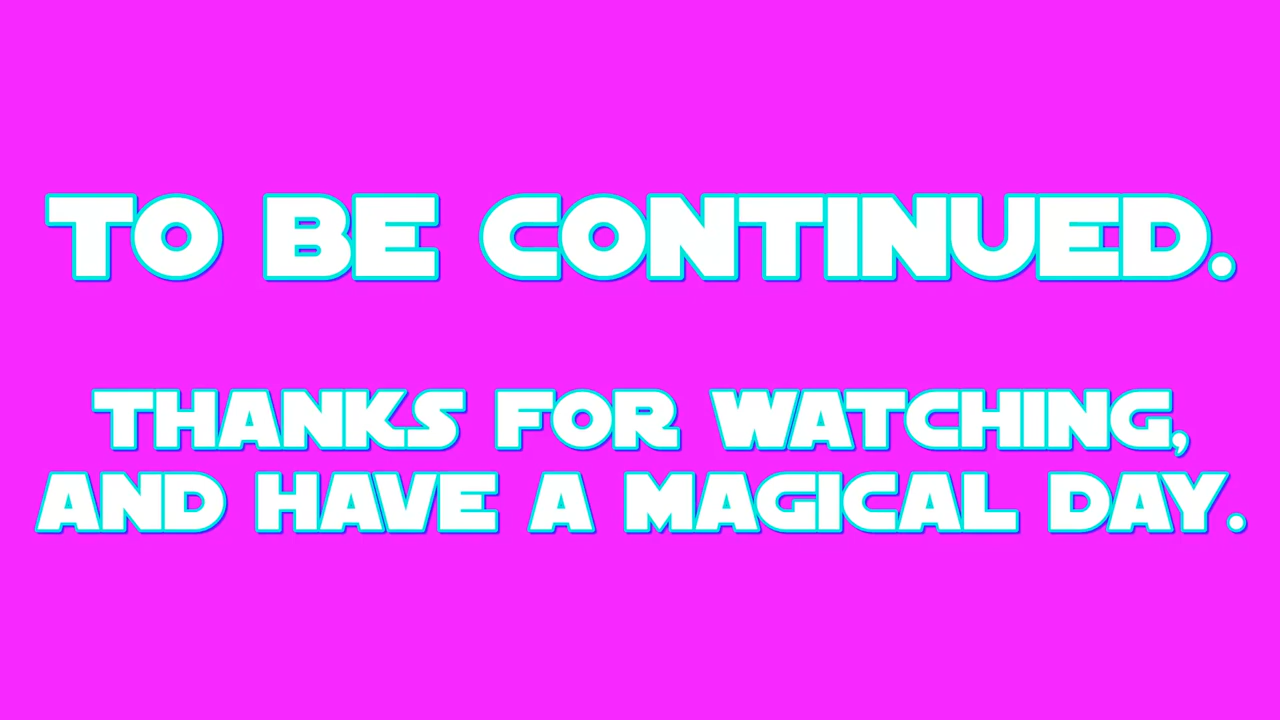 TO BE CONTINUED.
THANKS FOR WATCHING,
AND HAVE A MAGICAL DAY.